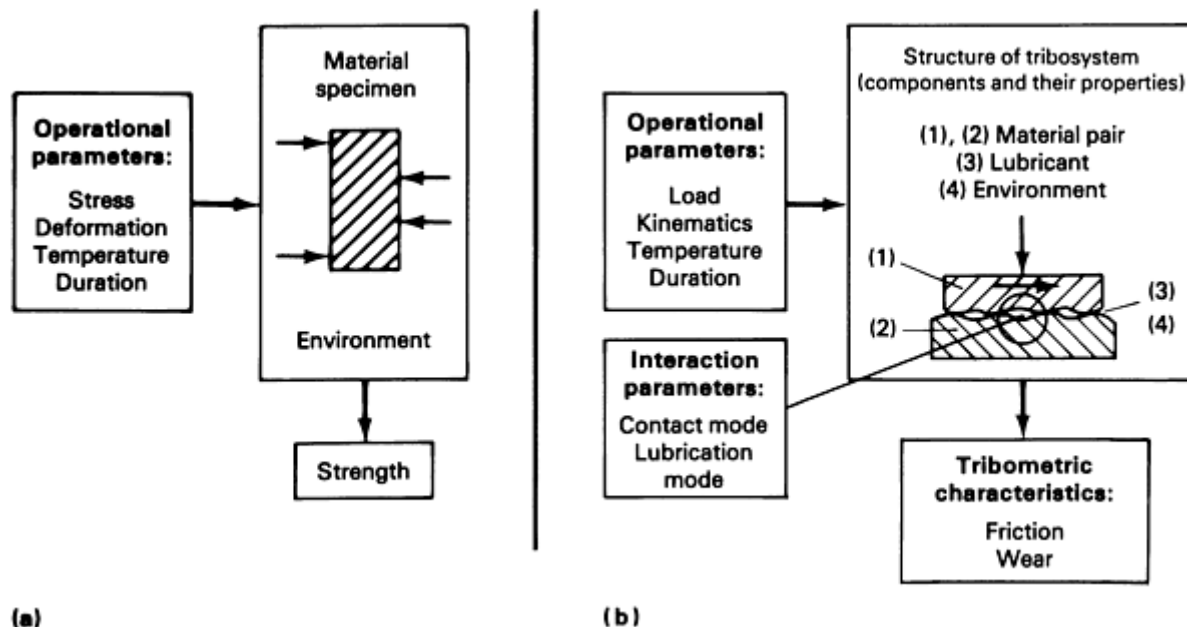 Operational
parameters:
Stress
Deformation
Temperature
Duration
Material
specimen
Environment
Strength
(a)
Operational
parameters:
Load
Kinematics
Temperature
Duration
Interaction
parameters:
Contact mode
Lubrication
mode
Structure of tribosystem
(components and their properties)
(1), (2) Material pair
(3) Lubricant
(4) Environment
(1)
(2)
(3)
(4)
Tribometric
characteristics:
Friction
Wear
(b)